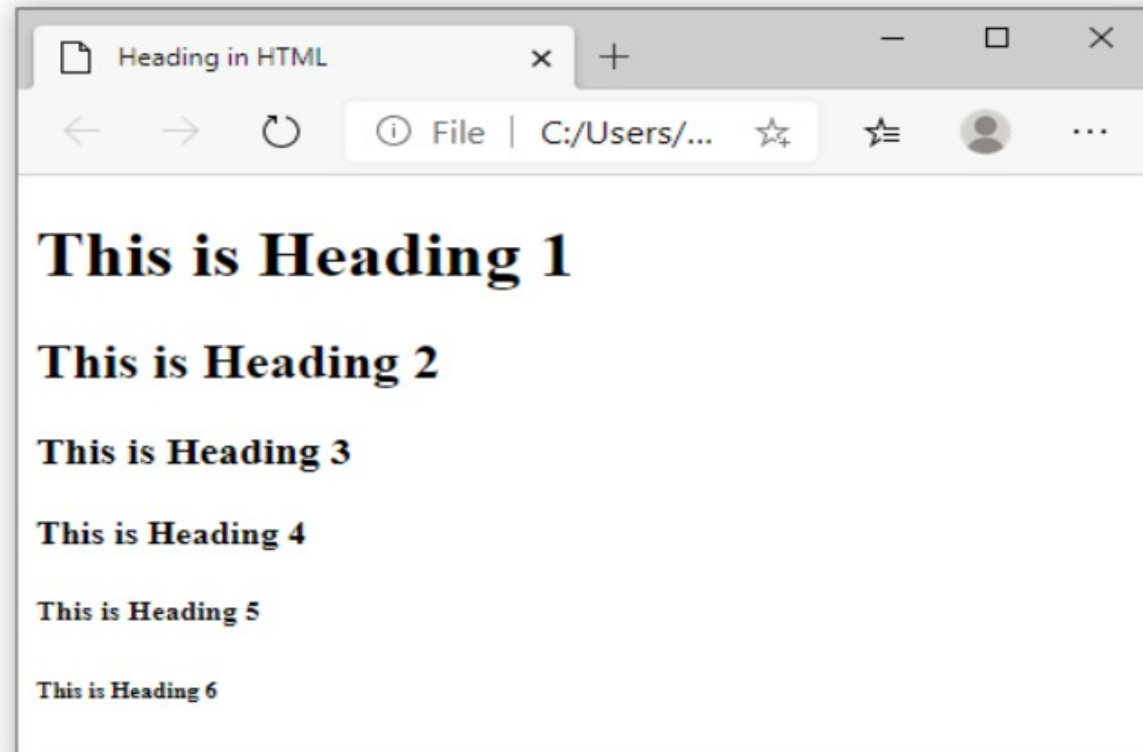 Heading in HTML
File | C:/Users/...
This is Heading 1
This is Heading 2
This is Heading 3
This is Heading 4
This is Heading 5
This is Heading 6